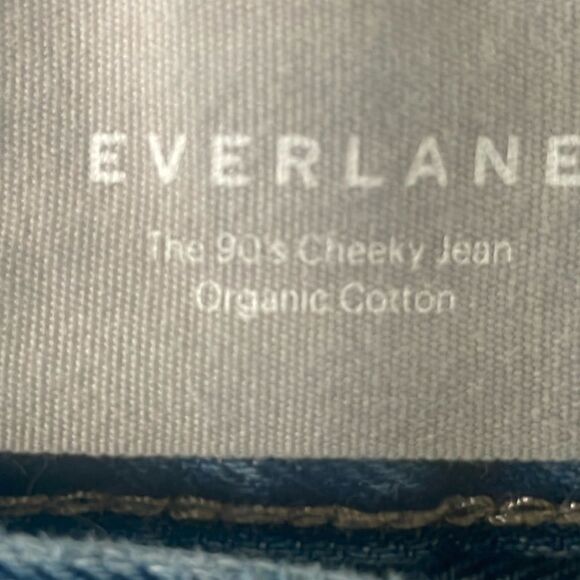 EVERLANE
The 90's Cheeky Jean
Organic Cotton